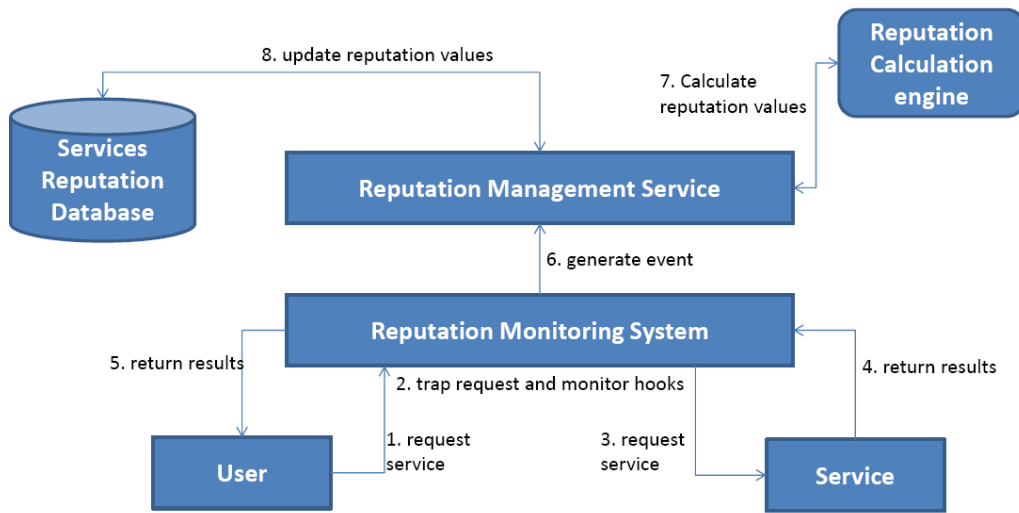 Reputation
Calculation
engine
8. update reputation values
7. Calculate
reputation values
Services
Reputation
Database
Reputation Management Service
6. generate event
Reputation Monitoring System
5. return results
4. return results
2. trap request and monitor hooks
1. request
service
3. request
service
User
Service